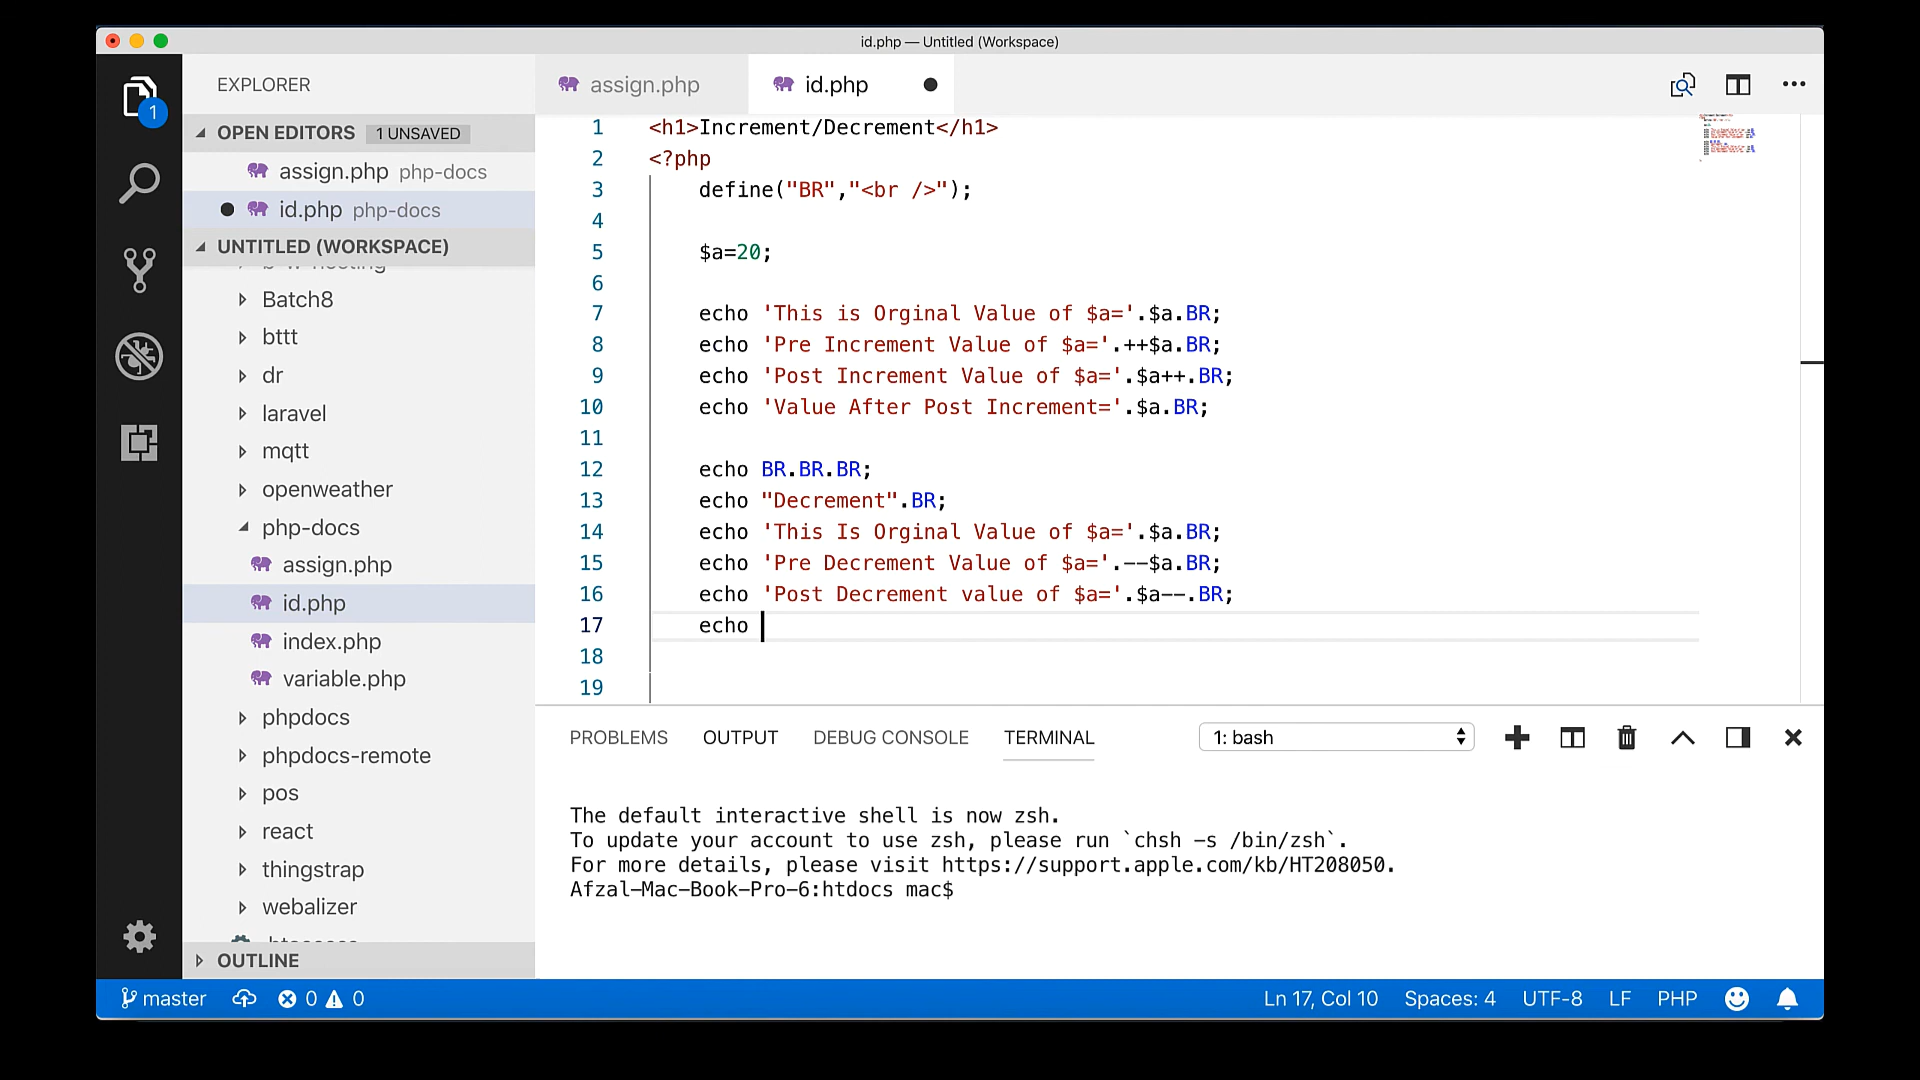 id.php — Untitled (Workspace)
EXPLORER
assign.php
id.php
1
OPEN EDITORS 1 UNSAVED
assign.php php-docs
id.php php-docs
UNTITLED (WORKSPACE)
Batch8
bttt
dr
laravel
mqtt
openweather
php-docs
assign.php
id.php
index.php
variable.php
phpdocs
phpdocs-remote
pos
react
thingstrap
webalizer
OUTLINE
1 <h1>Increment/Decrement</h1>
2 <?php
3 define("BR","<br />");
4
5 $a=20;
6
7 echo 'This is Orginal Value of $a='.$a.BR;
8 echo 'Pre Increment Value of $a='.++$a.BR;
9 echo 'Post Increment Value of $a='.$a++.BR;
10 echo 'Value After Post Increment='.$a.BR;
11
12 echo BR.BR.BR;
13 echo "Decrement".BR;
14 echo 'This Is Orginal Value of $a='.$a.BR;
15 echo 'Pre Decrement Value of $a='.--$a.BR;
16 echo 'Post Decrement value of $a='.$a--.BR;
17 echo
18
19
PROBLEMS OUTPUT DEBUG CONSOLE TERMINAL 1: bash
The default interactive shell is now zsh.
To update your account to use zsh, please run `chsh -s /bin/zsh`.
For more details, please visit https://support.apple.com/kb/HT208050.
Afzal-Mac-Book-Pro-6:htdocs mac$
master 0 0 Ln 17, Col 10 Spaces: 4 UTF-8 LF PHP